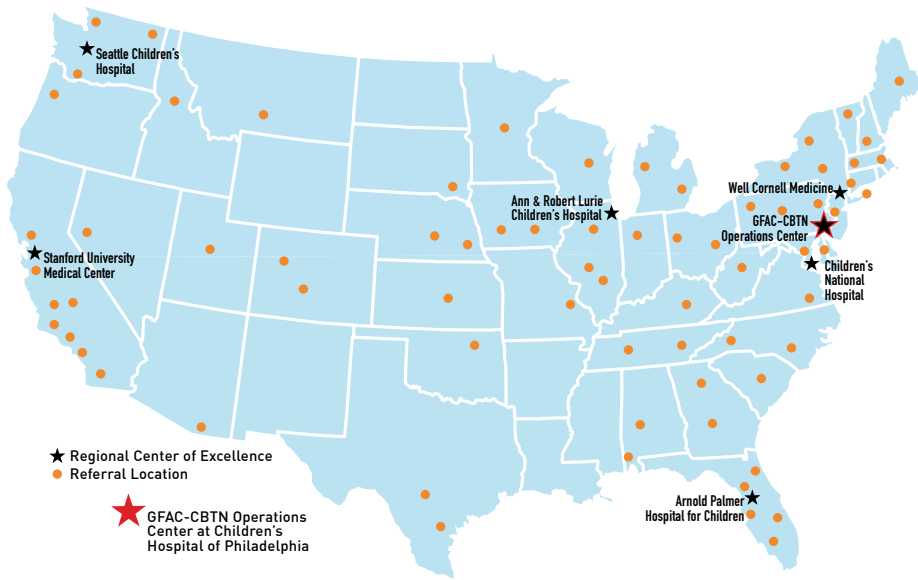 Seattle Children's
Hospital
Ann & Robert Lurie
Children's Hospital
Well Cornell Medicine
GFAC-CBTN
Operations Center
Stanford University
Medical Center
Children's
National
Hospital
Regional Center of Excellence
Referral Location
Arnold Palmer
Hospital for Children
GFAC-CBTN Operations
Center at Children's
Hospital of Philadelphia